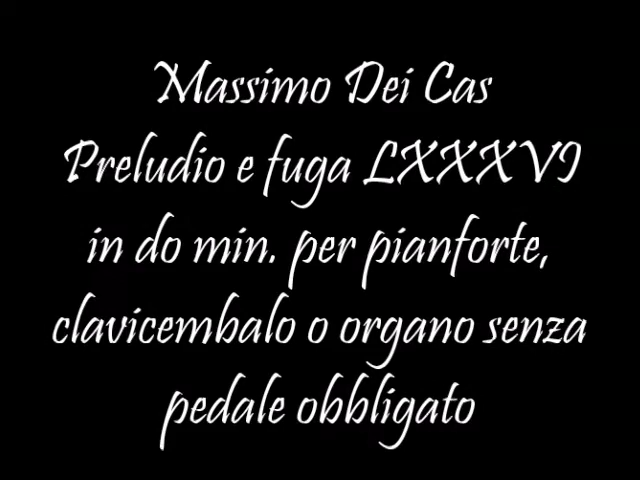 Massimo Dei Cas
Preludio e fuga LXXXVI
in do min. per pianforte,
clavicembalo o organo senza
pedale obbligato